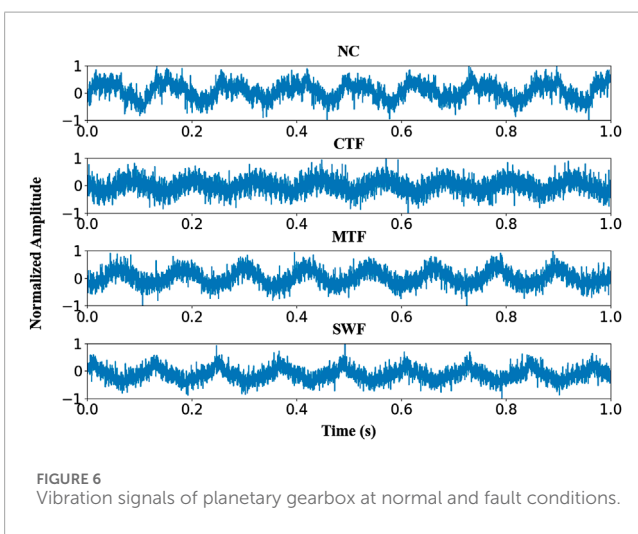 NC
1
0
−1
0.0 0.2 0.4 0.6 0.8 1.0
CTF
1
0
−1
0.0 0.2 0.4 0.6 0.8 1.0
MTF
1
0
−1
0.0 0.2 0.4 0.6 0.8 1.0
SWF
1
0
−1
0.0 0.2 0.4 0.6 0.8 1.0
Normalized Amplitude
Time (s)
FIGURE 6
Vibration signals of planetary gearbox at normal and fault conditions.